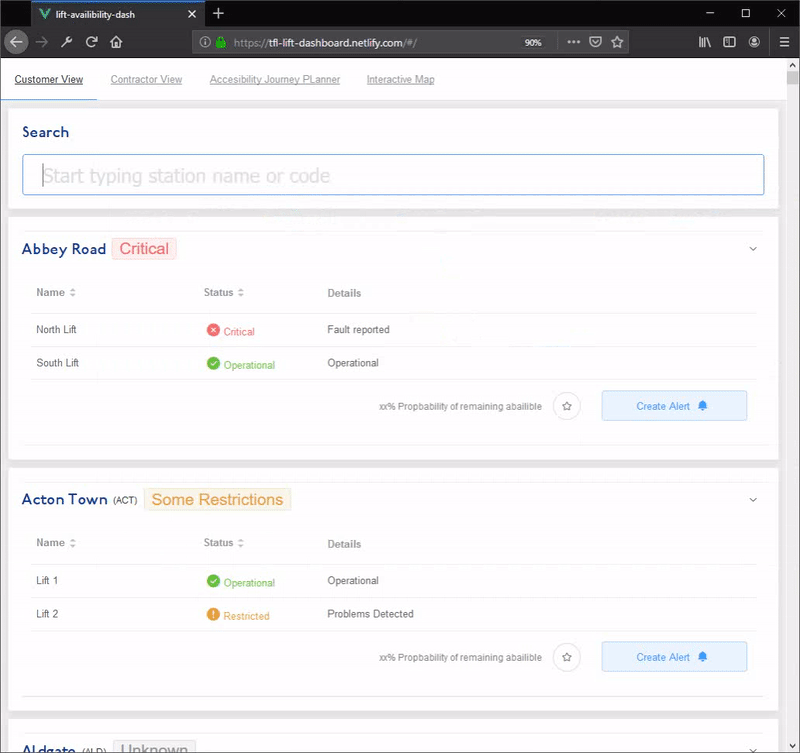 lift-availibility-dash
https://tfl-lift-dashboard.netlify.com/#/
90%
Customer View Contractor View Accesibility Journey PLanner Interactive Map
Search
Start typing station name or code
Abbey Road Critical
Name Status Details
North Lift Critical Fault reported
South Lift Operational Operational
xx% Propbability of remaining abailible Create Alert
Acton Town (ACT) Some Restrictions
Name Status Details
Lift 1 Operational Operational
Lift 2 Restricted Problems Detected
xx% Propbability of remaining abailible Create Alert
Aldgate (ALD) Unknown